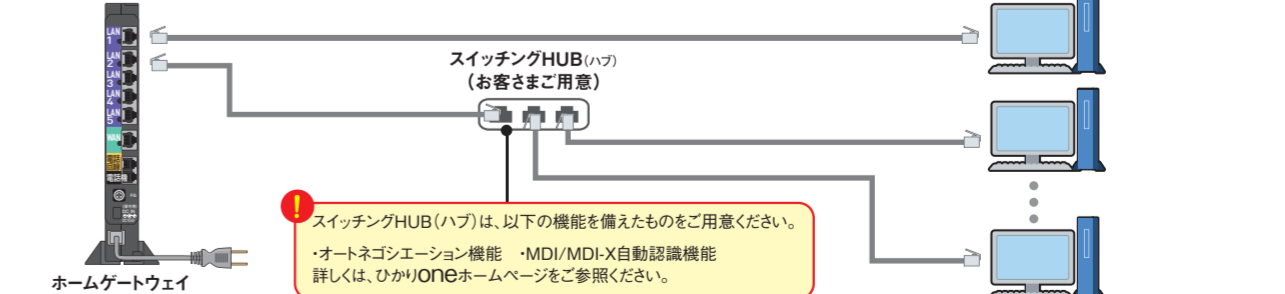 LAN
1
LAN
2
LAN
3
LAN
4
LAN
5
WAN
電話機
スイッチングHUB(ハブ)
(お客さまご用意)
スイッチングHUB(ハブ)は、以下の機能を備えたものをご用意ください。
・オートネゴシエーション機能 ・MDI/MDI-X自動認識機能
詳しくは、ひかりoneホームページをご参照ください。
ホームゲートウェイ